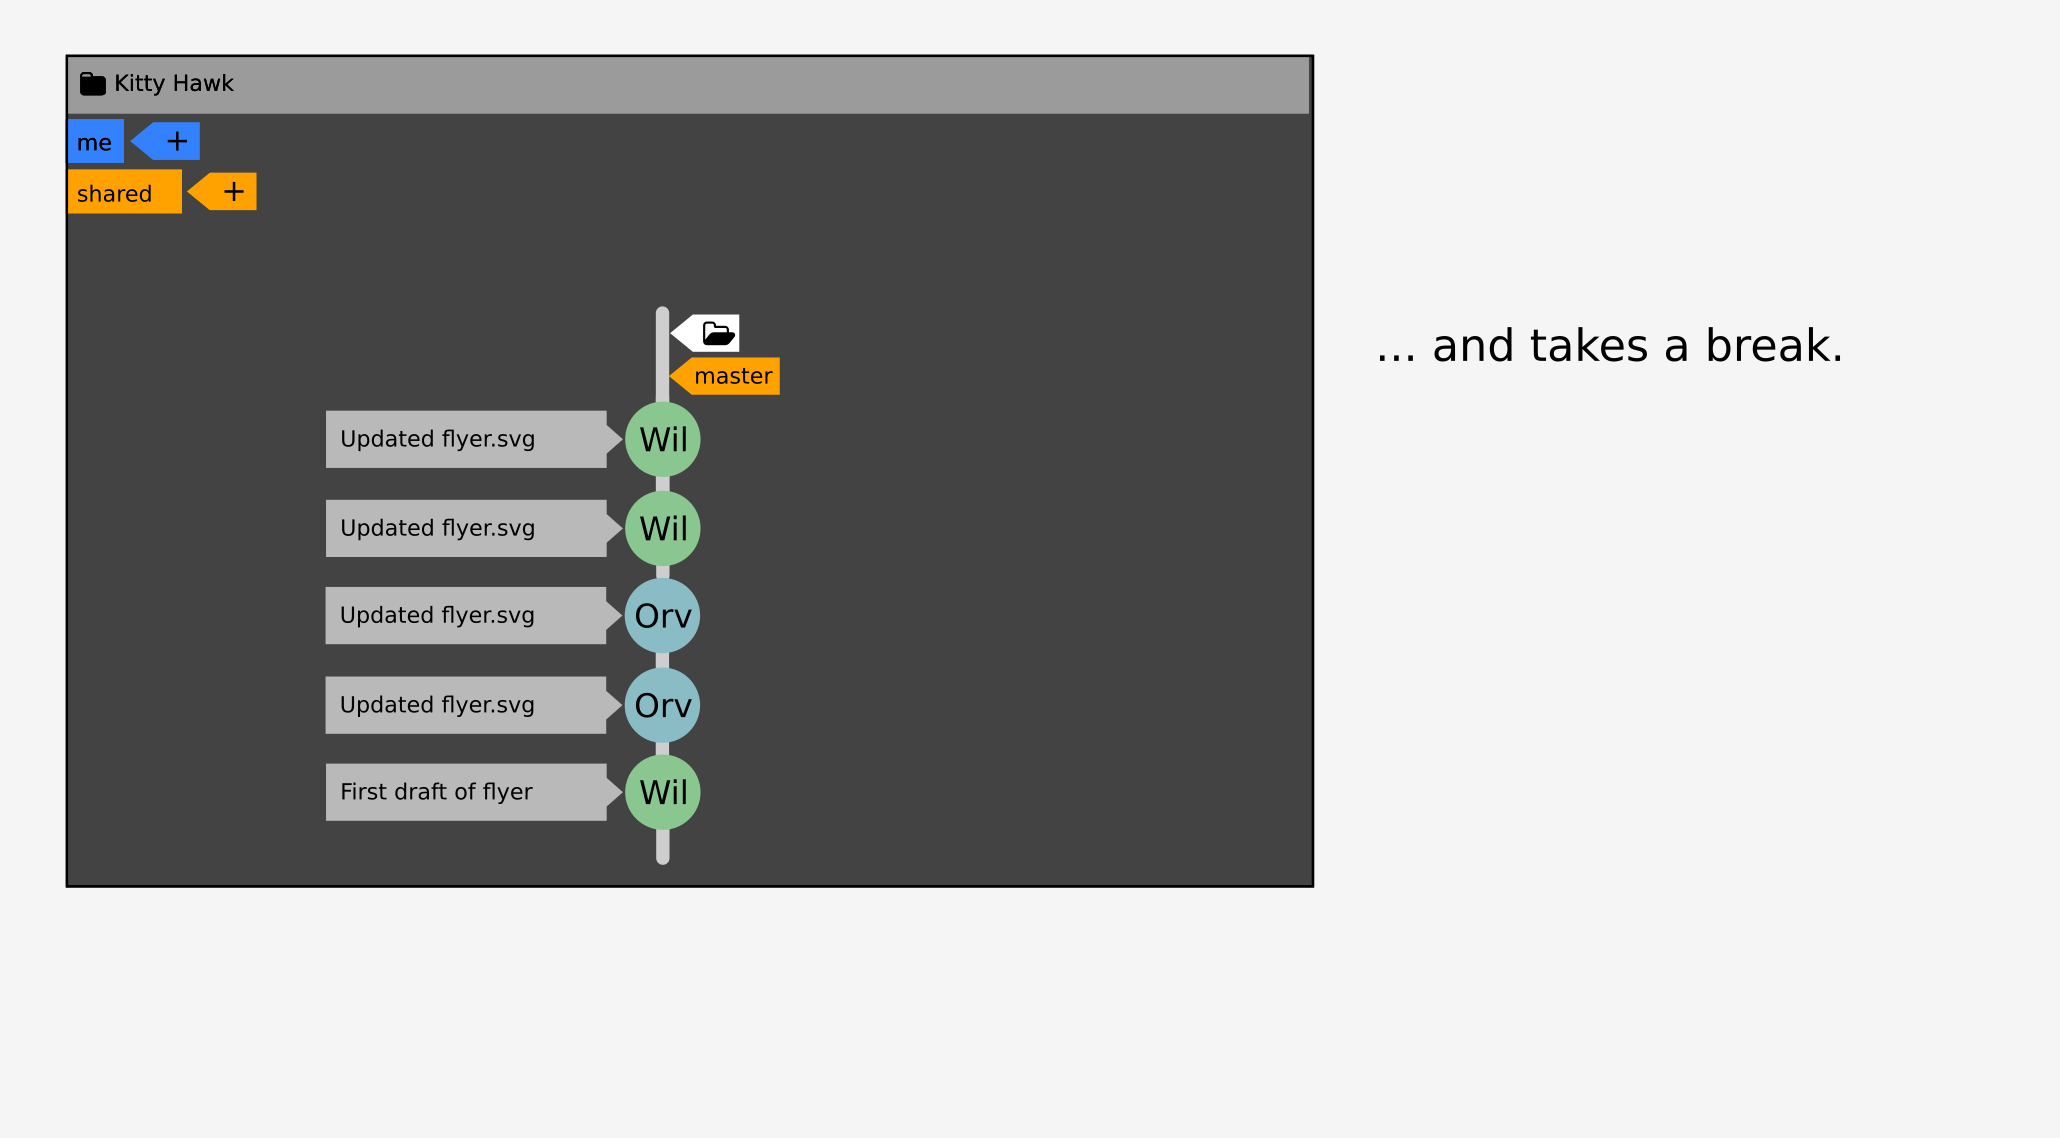 Kitty Hawk
me +
shared +
... and takes a break.
master
Updated flyer.svg Wil
Updated flyer.svg Wil
Updated flyer.svg Orv
Updated flyer.svg Orv
First draft of flyer Wil